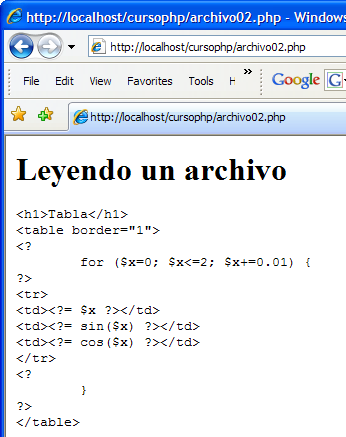 http://localhost/cursophp/archivo02.php - Windows
http://localhost/cursophp/archivo02.php
File Edit View Favorites Tools H » Google G
http://localhost/cursophp/archivo02.php
Leyendo un archivo
<h1>Tabla</h1>
<table border="1">
<?
        for ($x=0; $x<=2; $x+=0.01) {
?>
<tr>
<td><?= $x ?></td>
<td><?= sin($x) ?></td>
<td><?= cos($x) ?></td>
</tr>
<?
        }
?>
</table>